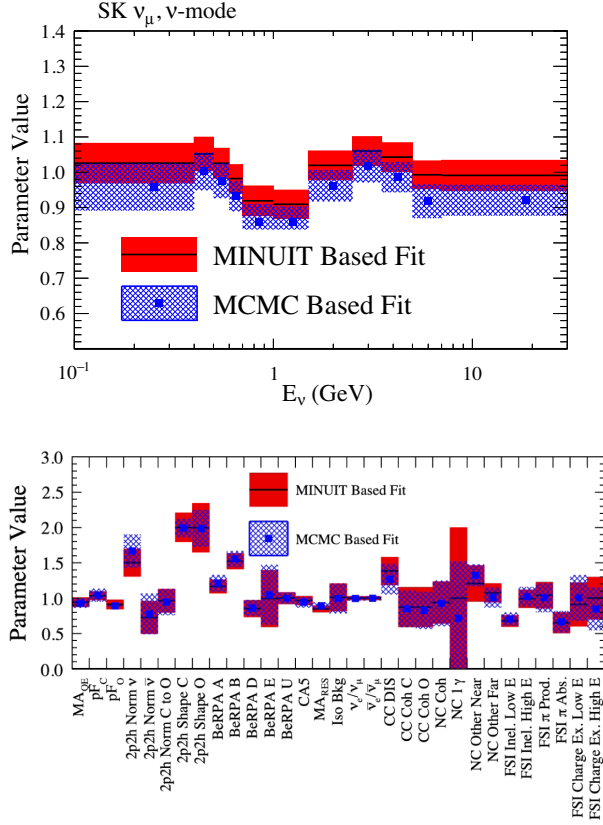 SK νμ, ν-mode
Parameter Value
1.4
1.3
1.2
1.1
1.0
0.9
0.8
0.7
0.6
0.5
MINUIT Based Fit
MCMC Based Fit
10⁻¹ 1 10
Eν (GeV)
Parameter Value
3.0
2.5
2.0
1.5
1.0
0.5
0.0
MINUIT Based Fit
MCMC Based Fit
MA_QE
pF_C
pF_O
2p2h Norm ν
2p2h Norm ν̄
2p2h Norm C to O
2p2h Shape C
2p2h Shape O
BeRPA A
BeRPA B
BeRPA D
BeRPA E
BeRPA U
CA5
MA_RES
Iso Bkg
νe/νμ
ν̄e/ν̄μ
CC DIS
CC Coh C
CC Coh O
NC Coh
NC 1γ
NC Other Near
NC Other Far
FSI Inel. Low E
FSI Inel. High E
FSI π Prod.
FSI π Abs.
FSI Charge Ex. Low E
FSI Charge Ex. High E